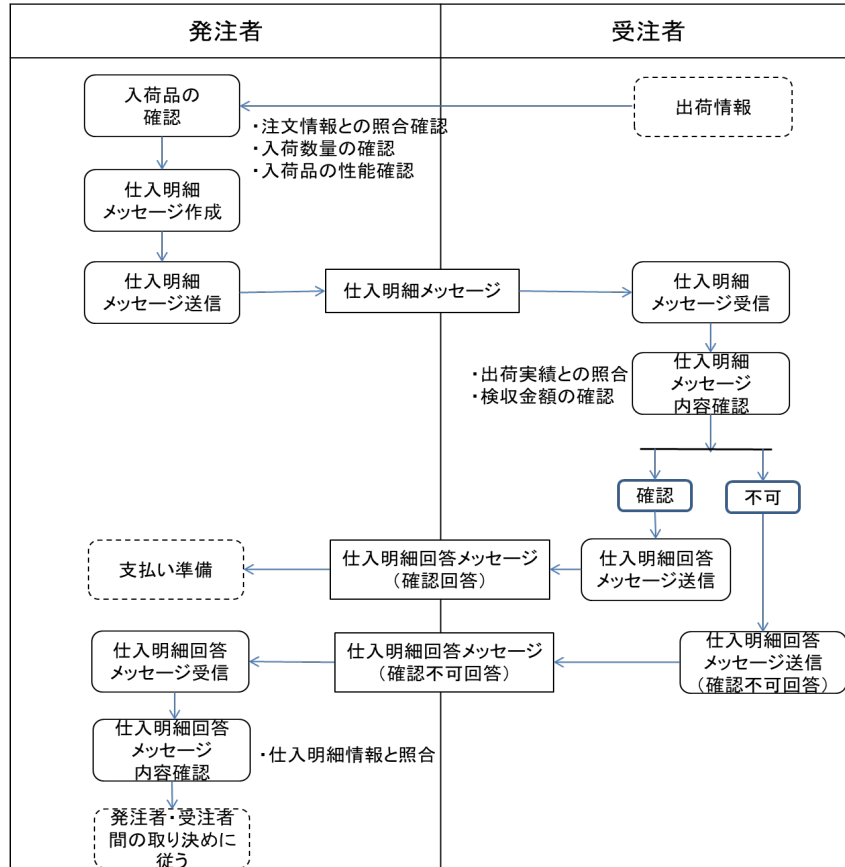 発注者
受注者
入荷品の
確認
出荷情報
・注文情報との照合確認
・入荷数量の確認
・入荷品の性能確認
仕入明細
メッセージ作成
仕入明細
メッセージ送信
仕入明細メッセージ
仕入明細
メッセージ受信
・出荷実績との照合
・検収金額の確認
仕入明細
メッセージ
内容確認
確認
不可
支払い準備
仕入明細回答メッセージ
(確認回答)
仕入明細回答
メッセージ送信
仕入明細回答
メッセージ受信
仕入明細回答メッセージ
(確認不可回答)
仕入明細回答
メッセージ送信
(確認不可回答)
仕入明細回答
メッセージ
内容確認
・仕入明細情報と照合
発注者・受注者
間の取り決めに
従う